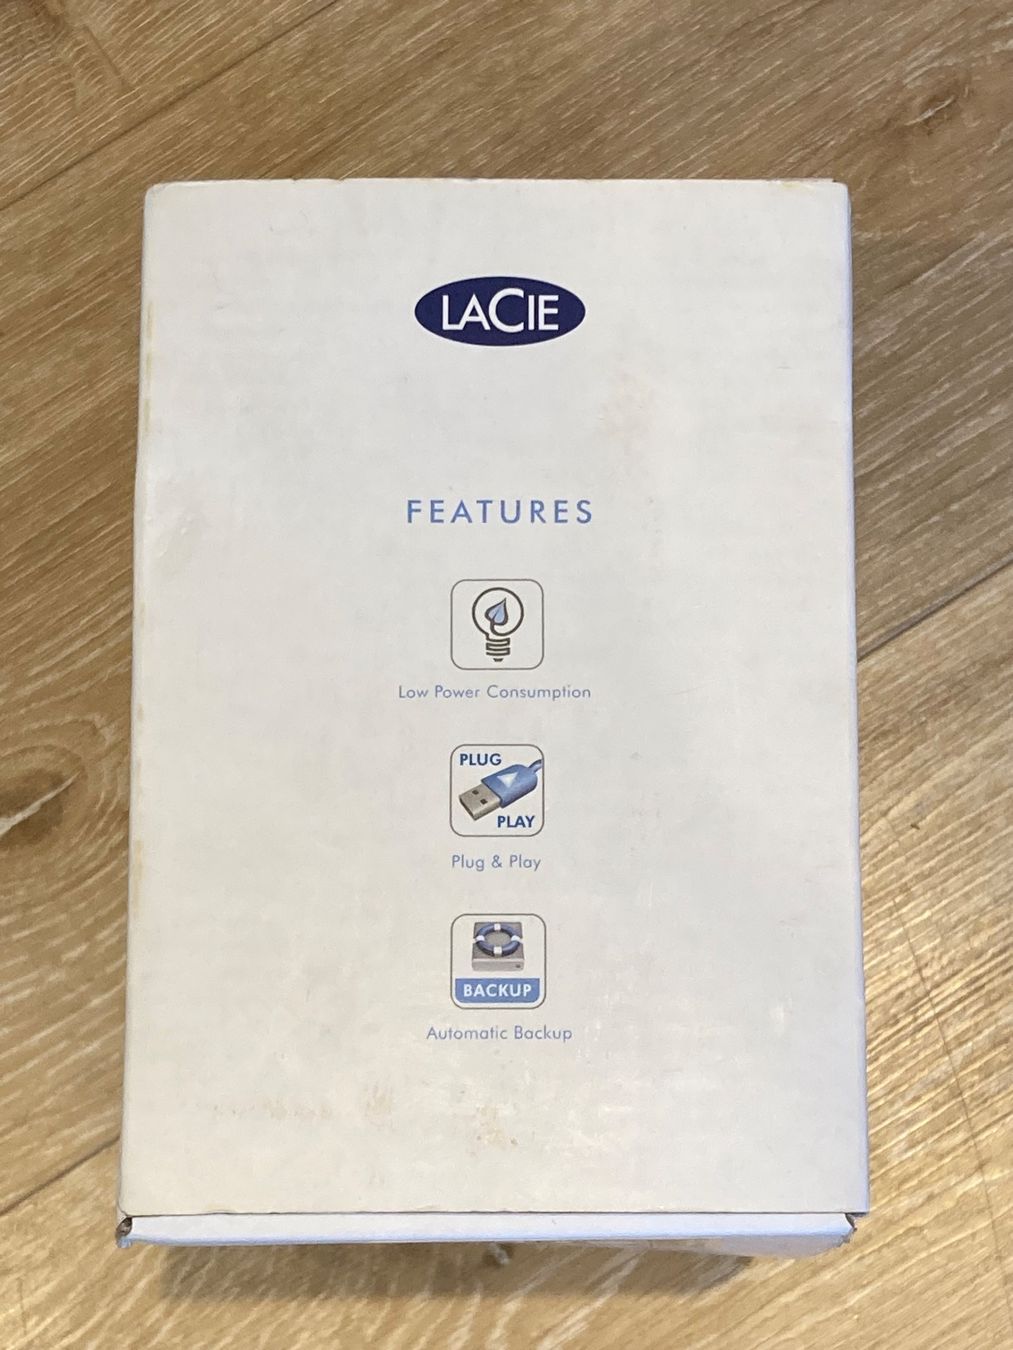 LACIE
FEATURES
Low Power Consumption
PLUG
PLAY
Plug & Play
BACKUP
Automatic Backup